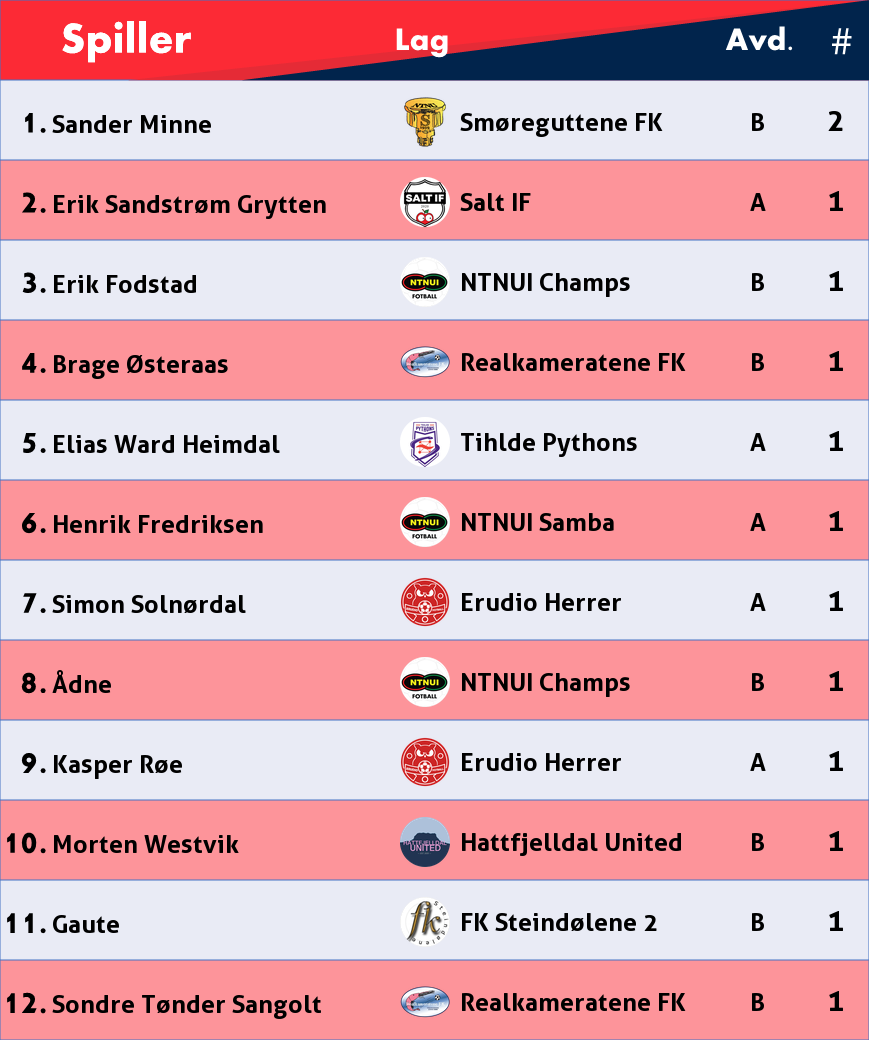 Spiller Lag Avd. #
1. Sander Minne Smøreguttene FK B 2
2. Erik Sandstrøm Grytten SALT IF Salt IF A 1
3. Erik Fodstad NTNUI FOTBALL NTNUI Champs B 1
4. Brage Østeraas Realkameratene FK B 1
5. Elias Ward Heimdal PYTHONS Tihlde Pythons A 1
6. Henrik Fredriksen NTNUI FOTBALL NTNUI Samba A 1
7. Simon Solnørdal Erudio Herrer A 1
8. Ådne NTNUI FOTBALL NTNUI Champs B 1
9. Kasper Røe Erudio Herrer A 1
10. Morten Westvik HATTFJELLDAL UNITED Hattfjelldal United B 1
11. Gaute fk Steindølene FK Steindølene 2 B 1
12. Sondre Tønder Sangolt Realkameratene FK B 1